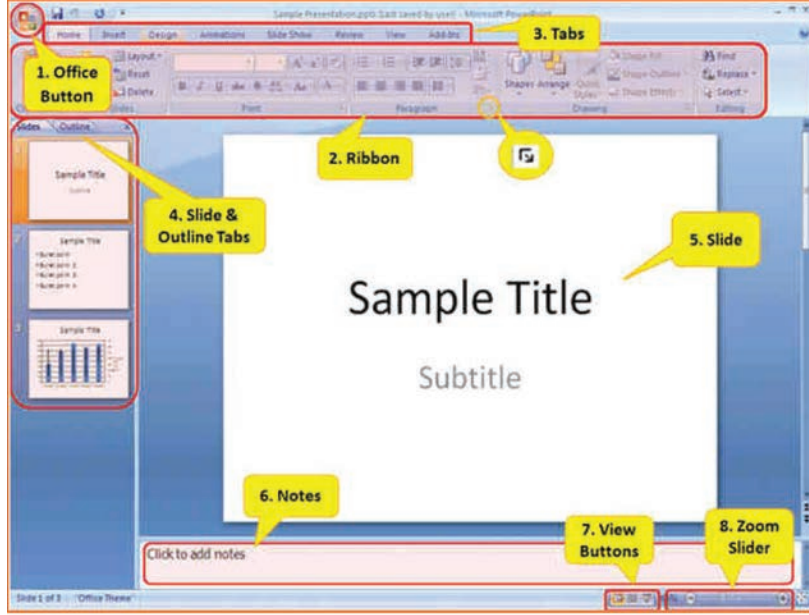 Sample Presentation.pptx [Last saved by user] - Microsoft PowerPoint
Home Insert Design Animations Slide Show Review View Add-Ins
3. Tabs
1. Office
Button
Layout
Reset
Delete
Slides
Font
Paragraph
Shapes Arrange Quick
Styles
Shape Fill
Shape Outline
Shape Effects
Drawing
Find
Replace
Select
Editing
2. Ribbon
Slides Outline
1
Sample Title
Subtitle
4. Slide &
Outline Tabs
2
Sample Title
3
Sample Title
5. Slide
Sample Title
Subtitle
6. Notes
Click to add notes
7. View
Buttons
8. Zoom
Slider
Slide 1 of 3 "Office Theme"